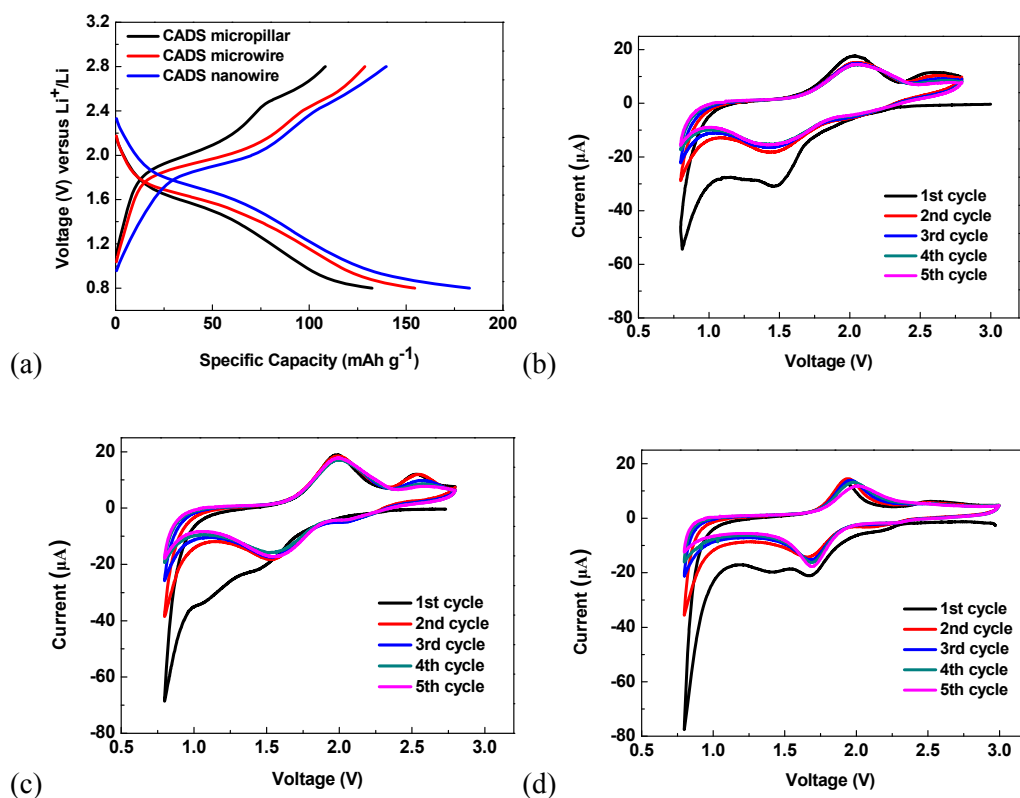 3.2
2.8
2.4
2.0
1.6
1.2
0.8
0 50 100 150 200
Voltage (V) versus Li⁺/Li
Specific Capacity (mAh g⁻¹)
CADS micropillar
CADS microwire
CADS nanowire
(a)
20
0
-20
-40
-60
-80
0.5 1.0 1.5 2.0 2.5 3.0
Current (μA)
Voltage (V)
1st cycle
2nd cycle
3rd cycle
4th cycle
5th cycle
(b)
20
0
-20
-40
-60
-80
0.5 1.0 1.5 2.0 2.5 3.0
Current (μA)
Voltage (V)
1st cycle
2nd cycle
3rd cycle
4th cycle
5th cycle
(c)
20
0
-20
-40
-60
-80
0.5 1.0 1.5 2.0 2.5 3.0
Current (μA)
Voltage (V)
1st cycle
2nd cycle
3rd cycle
4th cycle
5th cycle
(d)